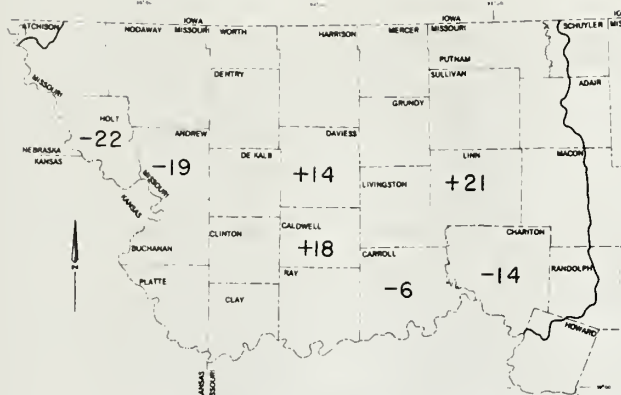 IOWA
ATCHISON NODAWAY MISSOURI WORTH HARRISON MERCER MISSOURI SCHUYLER
PUTNAM
MISSOURI GENTRY SULLIVAN
ADAIR
GRUNDY
HOLT
-22 ANDREW DAVIESS
NEBRASKA DE KALB LINN MACON
KANSAS -19 +14 LIVINGSTON +21
MISSOURI
KANSAS
CLINTON CALDWELL CHARITON
+18
BUCHANAN CARROLL
PLATTE RAY -6 -14 RANDOLPH
CLAY
HOWARD
N